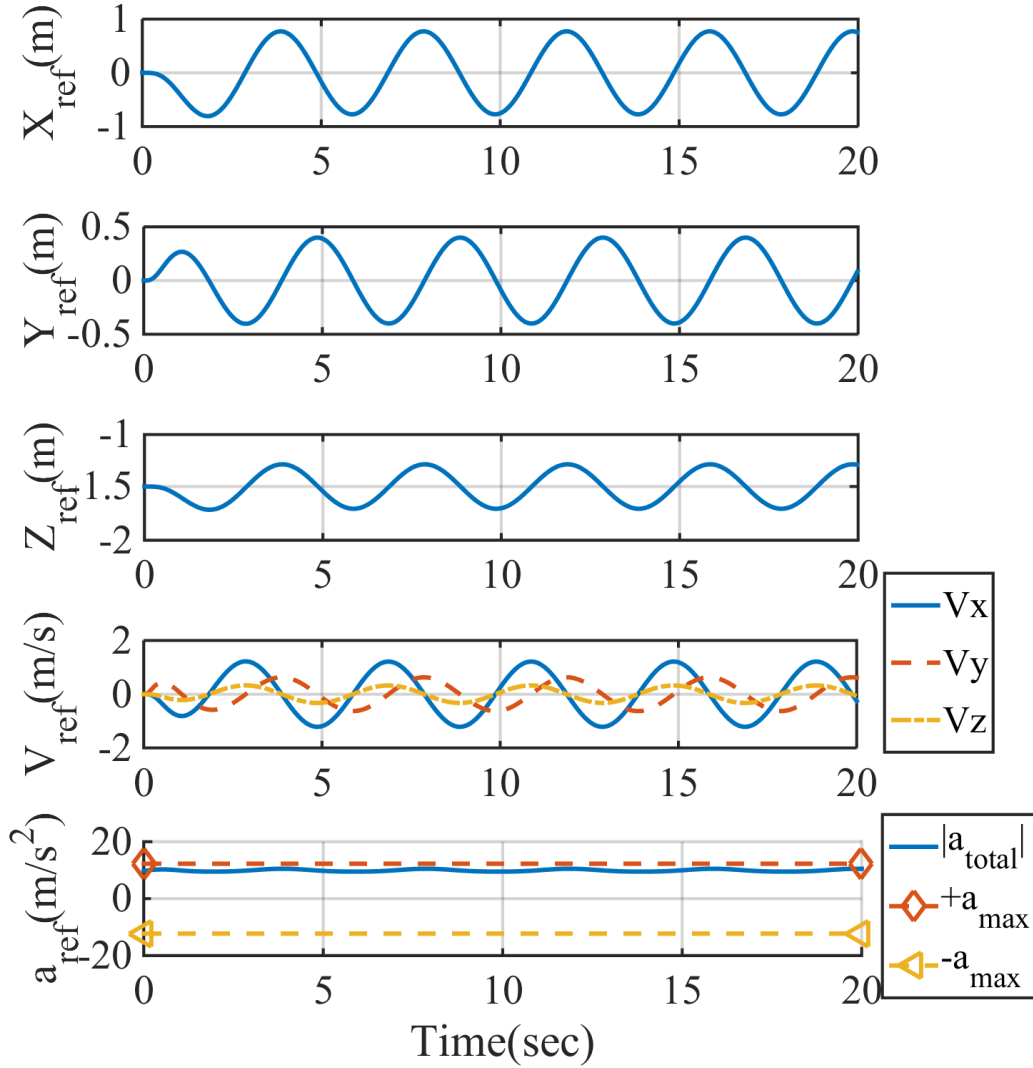 X_ref(m)
1
0
-1
0 5 10 15 20
Y_ref(m)
0.5
0
-0.5
0 5 10 15 20
Z_ref(m)
-1
1.5
-2
0 5 10 15 20
V_ref(m/s)
2
0
-2
0 5 10 15 20
Vx
Vy
Vz
a_ref(m/s²)
20
0
-20
0 5 10 15 20
|a_total|
+a_max
-a_max
Time(sec)